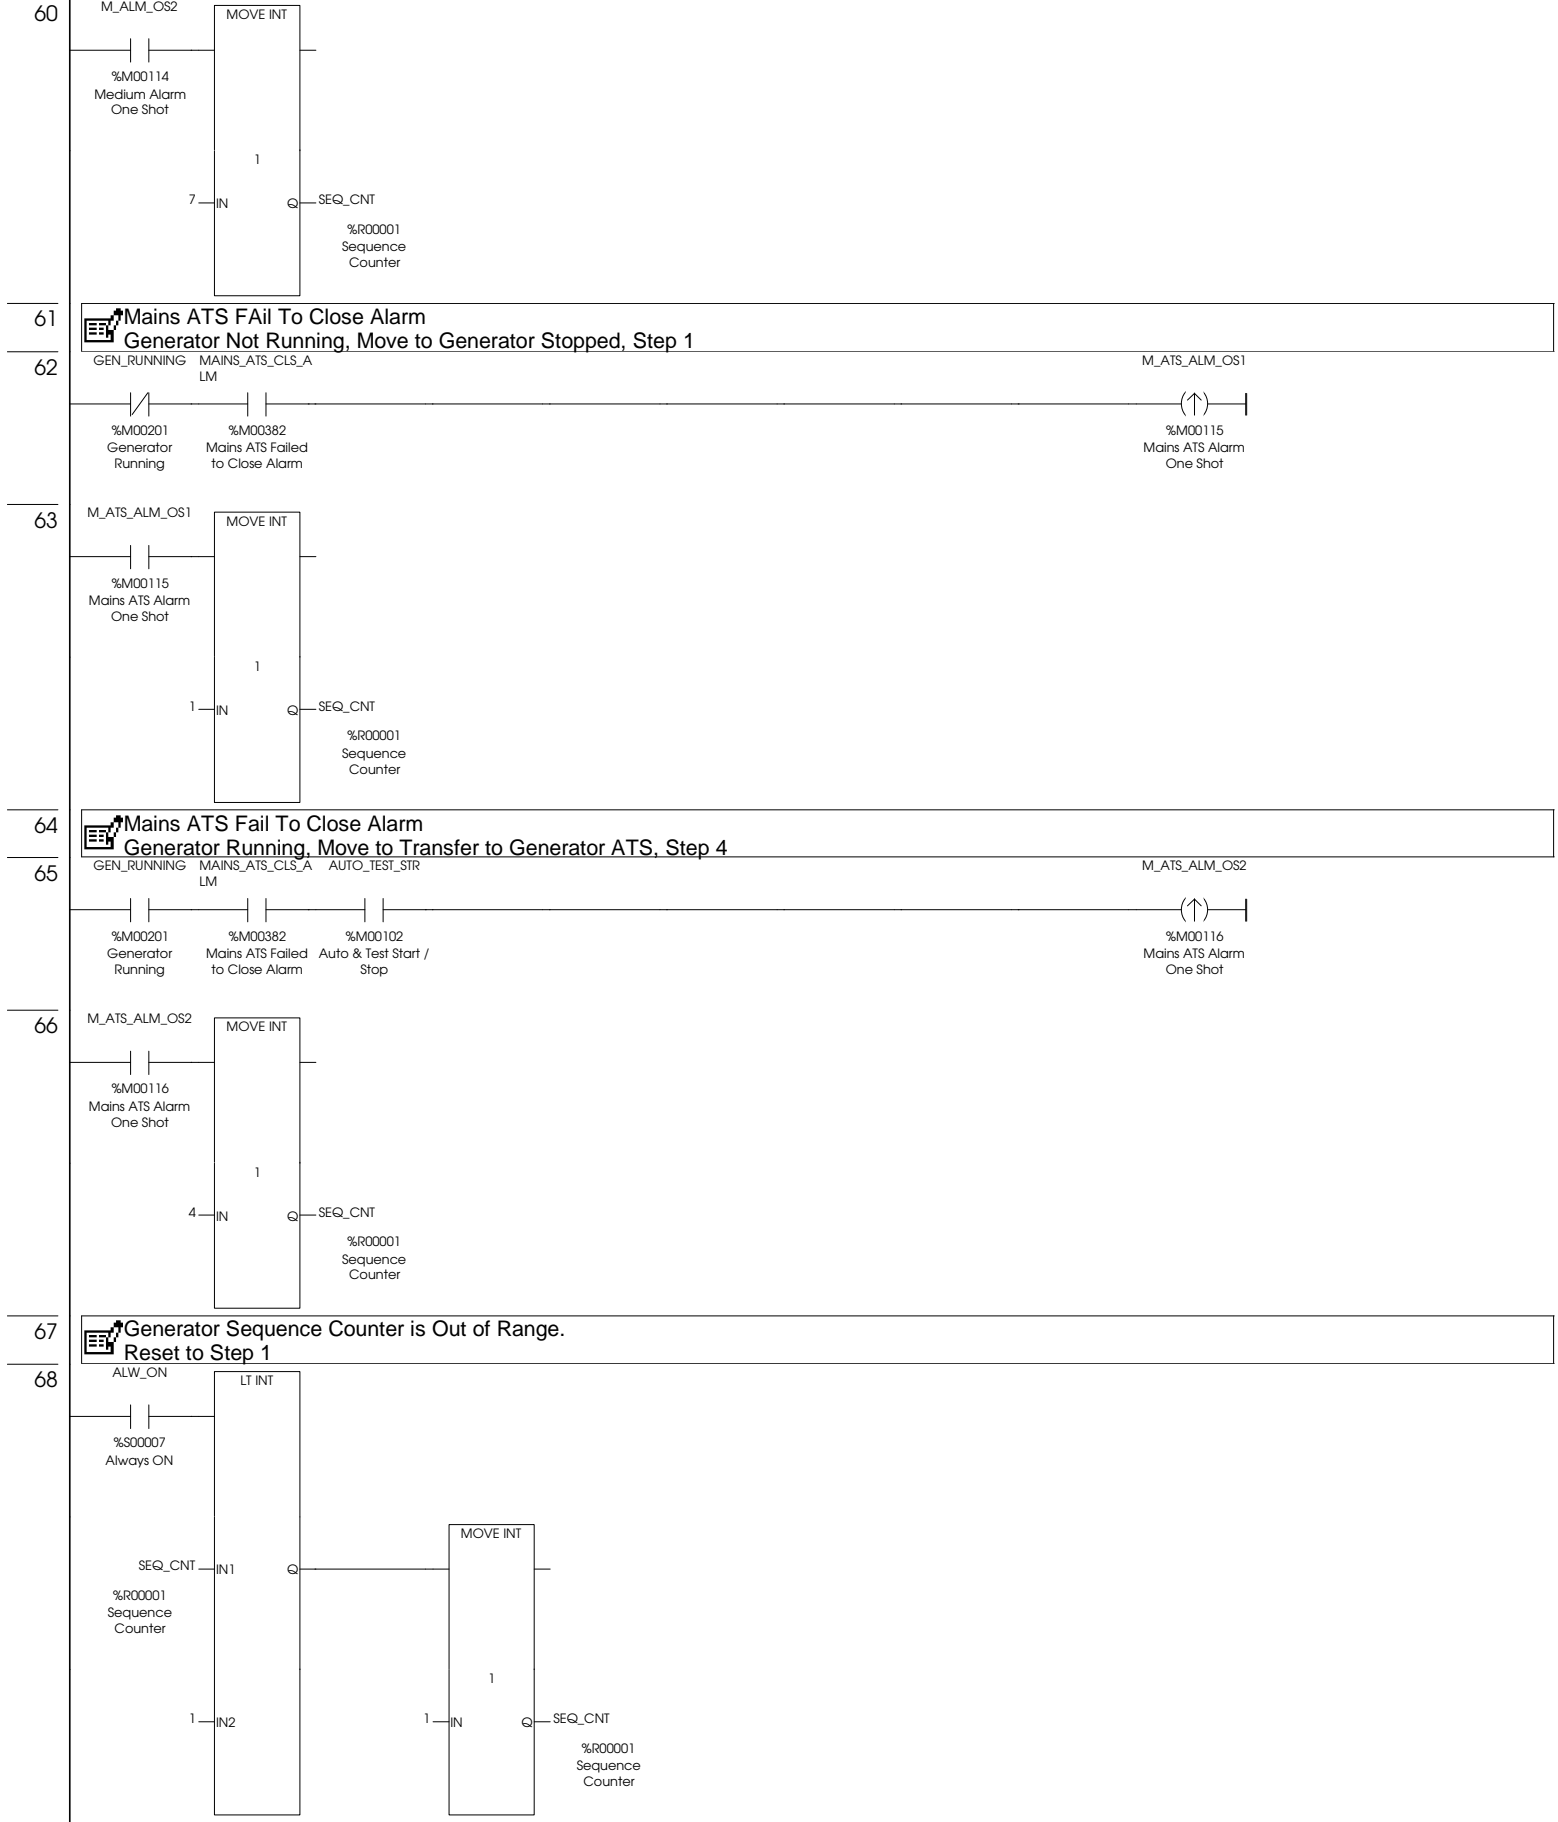 60
M_ALM_OS2
MOVE INT
%M00114
Medium Alarm
One Shot
1
7
IN
Q
SEQ_CNT
%R00001
Sequence
Counter
61
Mains ATS FAil To Close Alarm
Generator Not Running, Move to Generator Stopped, Step 1
62
GEN_RUNNING
MAINS_ATS_CLS_A
LM
M_ATS_ALM_OS1
%M00201
Generator
Running
%M00382
Mains ATS Failed
to Close Alarm
%M00115
Mains ATS Alarm
One Shot
63
M_ATS_ALM_OS1
MOVE INT
%M00115
Mains ATS Alarm
One Shot
1
1
IN
Q
SEQ_CNT
%R00001
Sequence
Counter
64
Mains ATS Fail To Close Alarm
Generator Running, Move to Transfer to Generator ATS, Step 4
65
GEN_RUNNING
MAINS_ATS_CLS_A
LM
AUTO_TEST_STR
M_ATS_ALM_OS2
%M00201
Generator
Running
%M00382
Mains ATS Failed
to Close Alarm
%M00102
Auto & Test Start /
Stop
%M00116
Mains ATS Alarm
One Shot
66
M_ATS_ALM_OS2
MOVE INT
%M00116
Mains ATS Alarm
One Shot
1
4
IN
Q
SEQ_CNT
%R00001
Sequence
Counter
67
Generator Sequence Counter is Out of Range.
Reset to Step 1
68
ALW_ON
LT INT
%S00007
Always ON
MOVE INT
SEQ_CNT
IN1
Q
%R00001
Sequence
Counter
1
1
IN2
1
IN
Q
SEQ_CNT
%R00001
Sequence
Counter